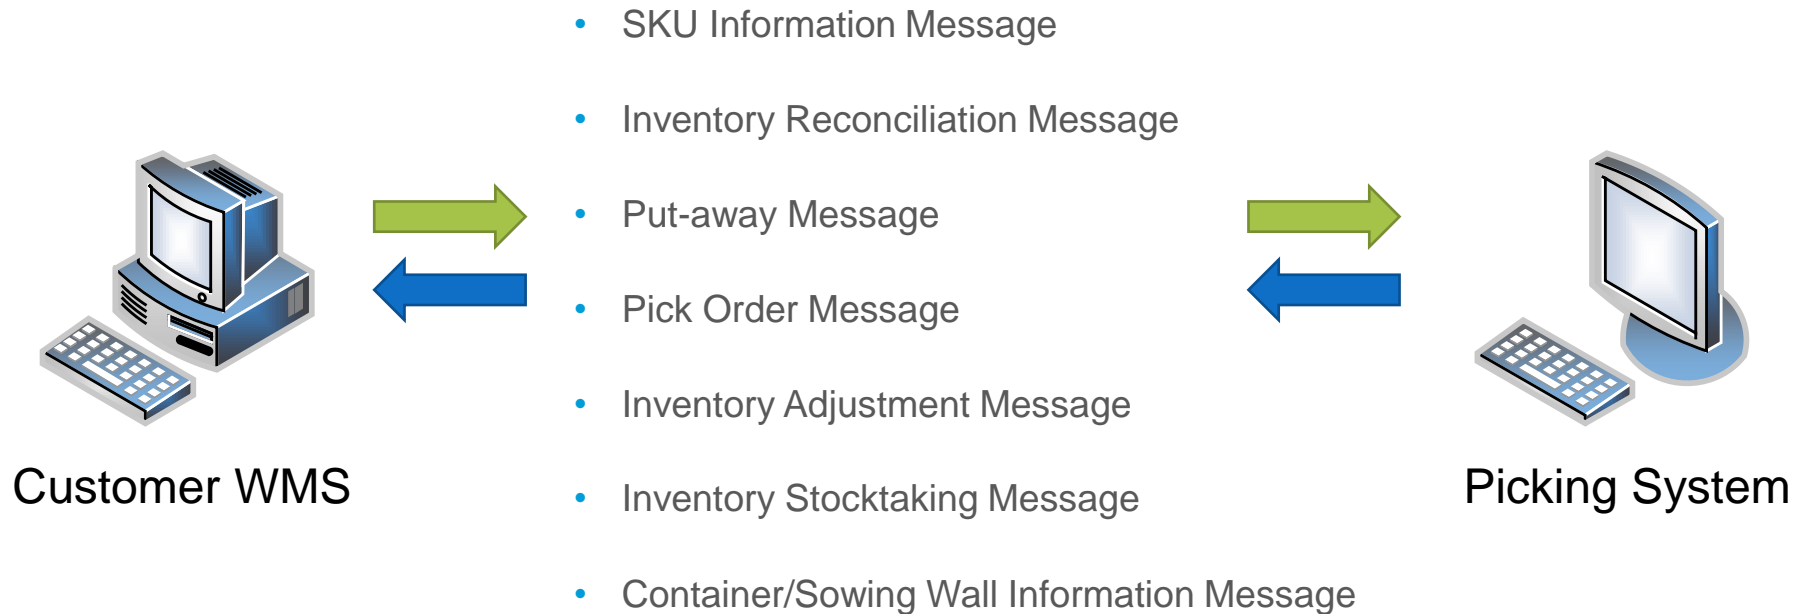 • SKU Information Message
• Inventory Reconciliation Message
• Put-away Message
• Pick Order Message
• Inventory Adjustment Message
Customer WMS
• Inventory Stocktaking Message
Picking System
• Container/Sowing Wall Information Message